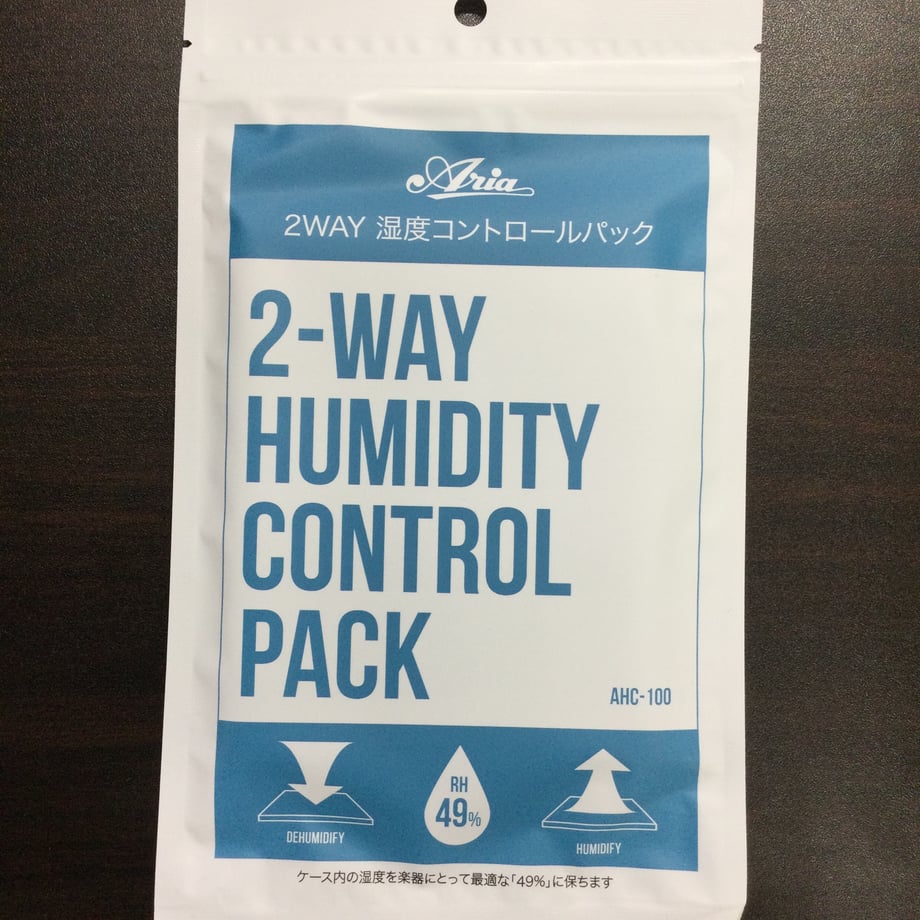 Aria
2WAY 湿度コントロールパック
2-WAY
HUMIDITY
CONTROL
PACK
AHC-100
DEHUMIDIFY
RH
49%
HUMIDIFY
ケース内の湿度を楽器にとって最適な「49%」に保ちます